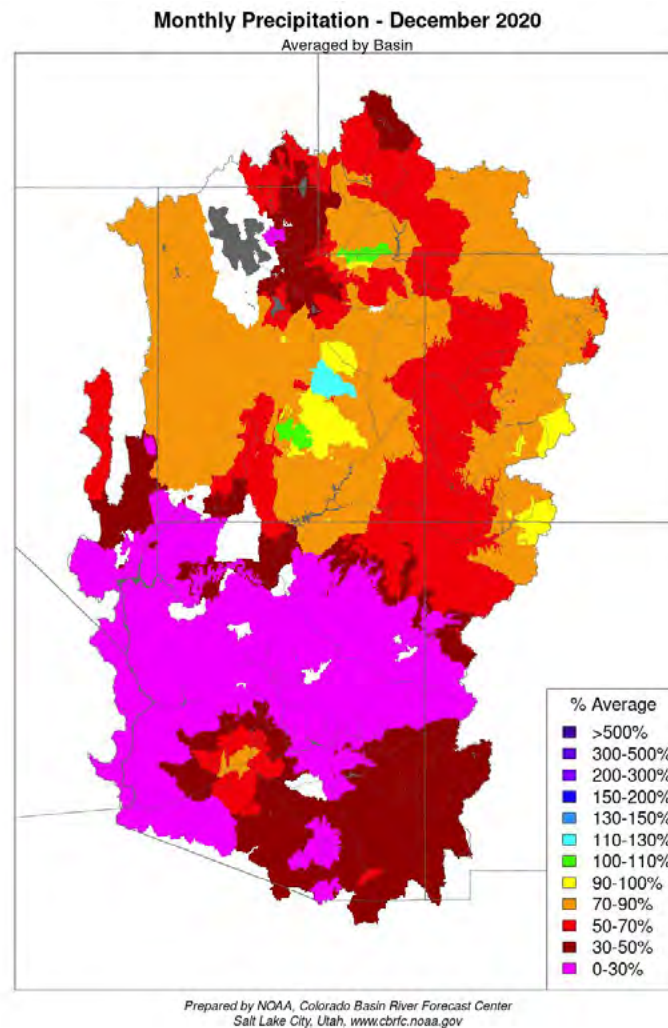 Monthly Precipitation - December 2020
Averaged by Basin
% Average
>500%
300-500%
200-300%
150-200%
130-150%
110-130%
100-110%
90-100%
70-90%
50-70%
30-50%
0-30%
Prepared by NOAA, Colorado Basin River Forecast Center
Salt Lake City, Utah, www.cbrfc.noaa.gov